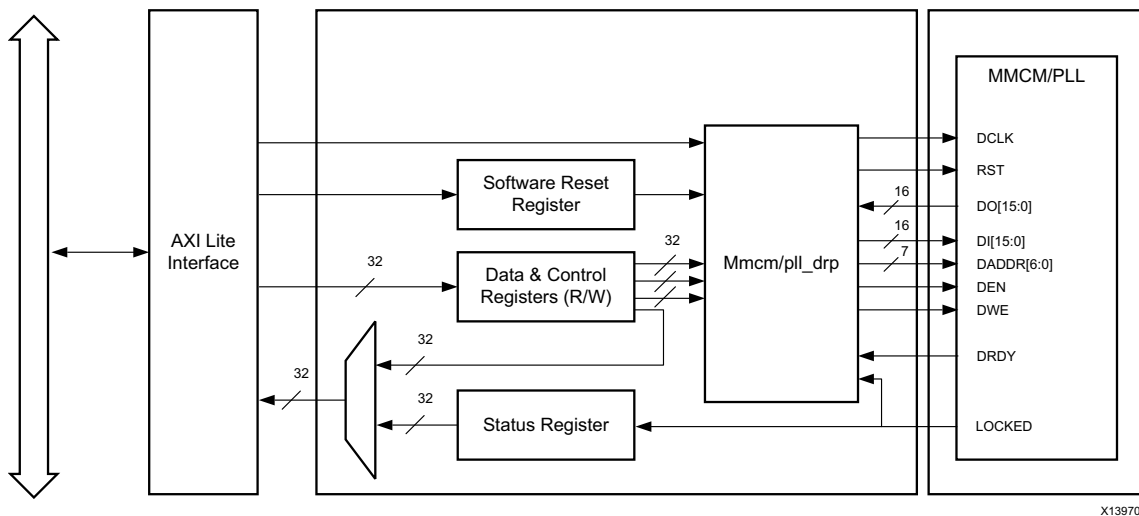 MMCM/PLL
DCLK
Software Reset
Register
RST
16
DO[15:0]
AXI Lite
Interface
32
Data & Control
Registers (R/W)
32
Mmcm/pll_drp
16
DI[15:0]
7
DADDR[6:0]
DEN
DWE
32
32
32
Status Register
DRDY
LOCKED
X13970